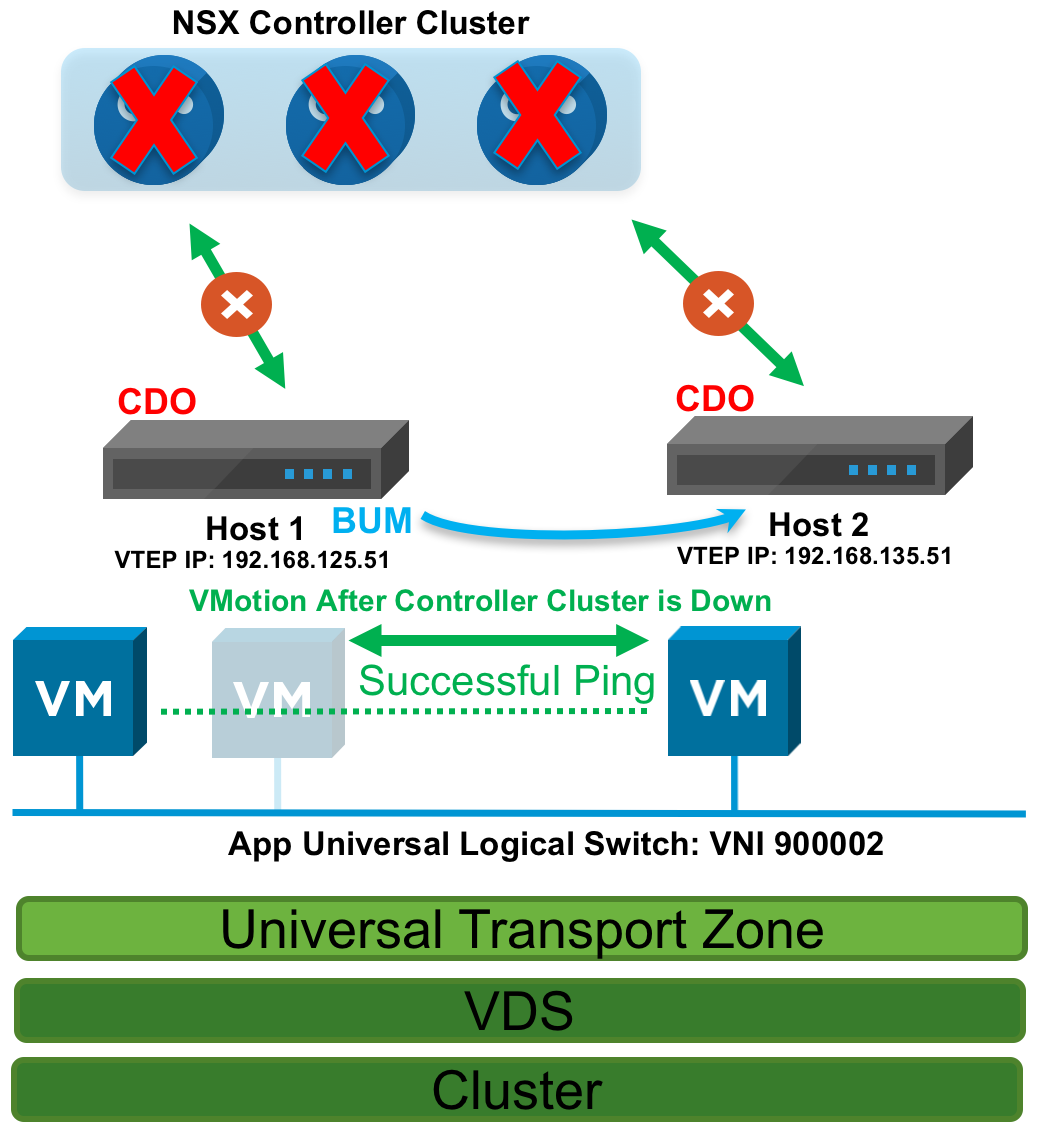 NSX Controller Cluster
CDO
CDO
Host 1
BUM
Host 2
VTEP IP: 192.168.125.51
VTEP IP: 192.168.135.51
VMotion After Controller Cluster is Down
VM
VM
Successful Ping
VM
App Universal Logical Switch: VNI 900002
Universal Transport Zone
VDS
Cluster